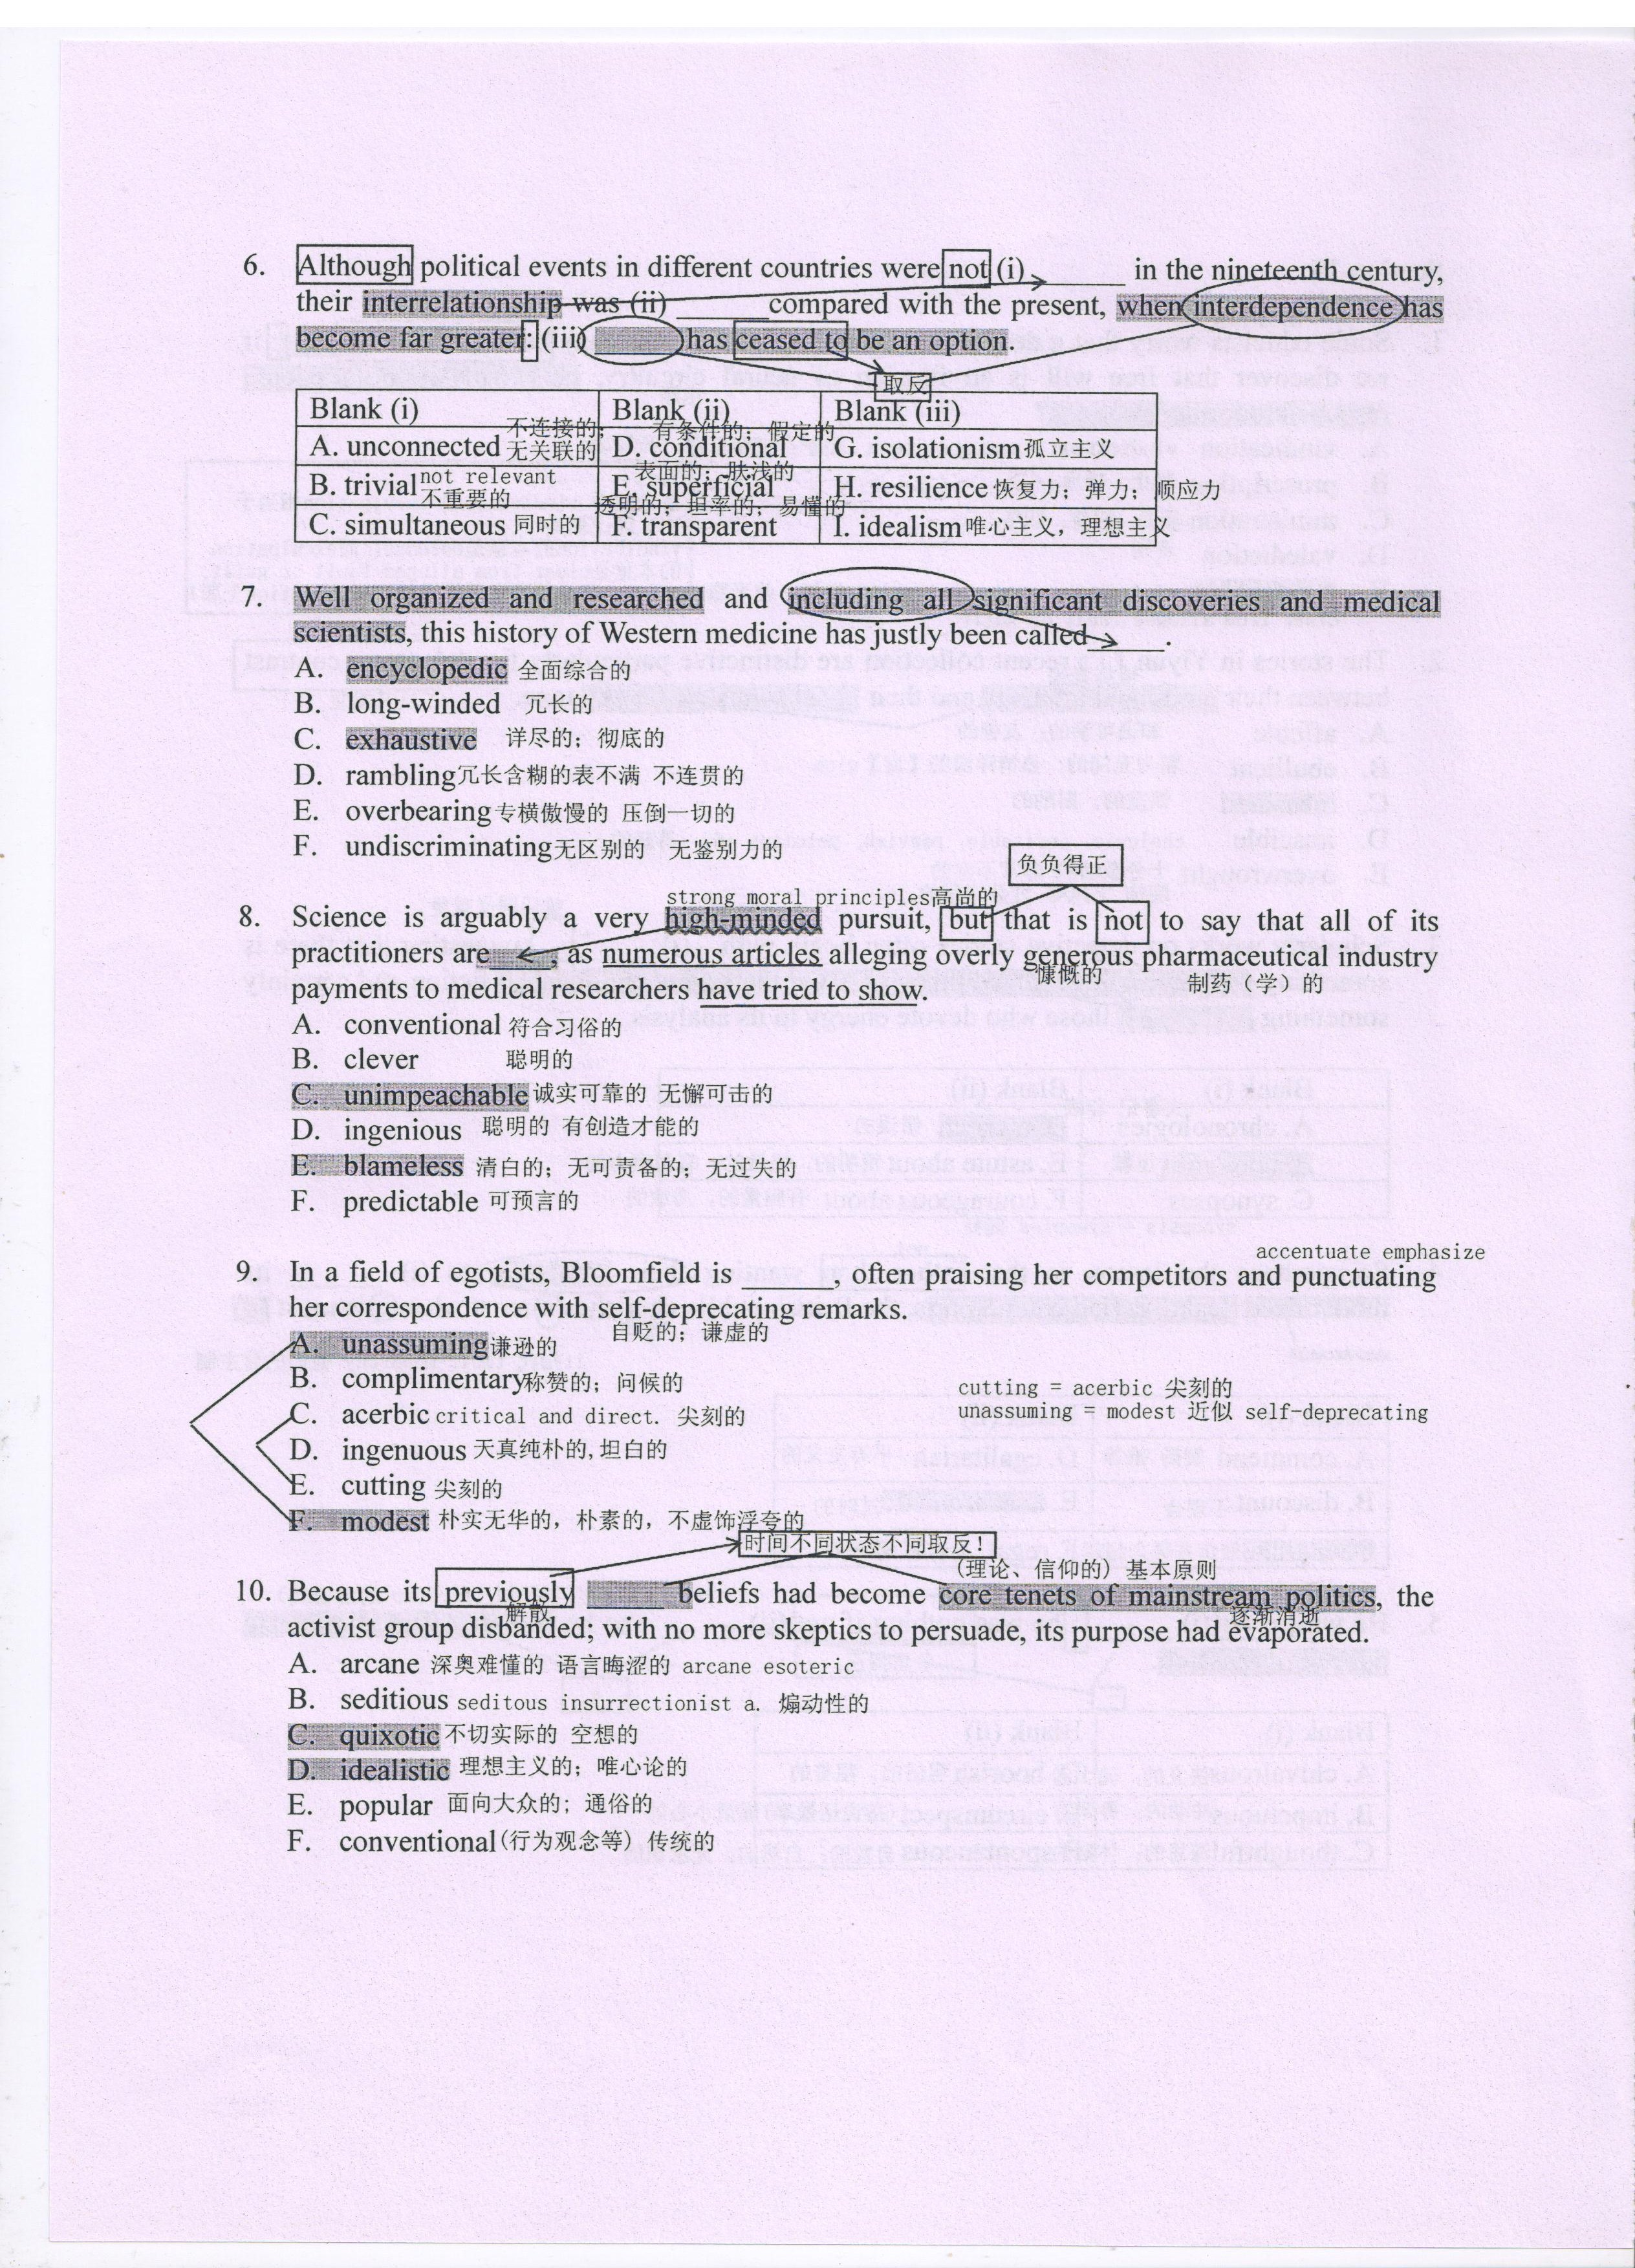 6. Although political events in different countries were not (i) ______ in the nineteenth century,
their interrelationship was (ii) ______ compared with the present, when interdependence has
become far greater: (iii) ______ has ceased to be an option.
取反
Blank (i) Blank (ii) Blank (iii)
A. unconnected 不连接的; 无关联的 D. conditional 有条件的; 假定的 G. isolationism 孤立主义
B. trivial not relevant 不重要的 E. superficial 表面的; 肤浅的 H. resilience 恢复力; 弹力; 顺应力
C. simultaneous 同时的 F. transparent 透明的; 坦率的; 易懂的 I. idealism 唯心主义, 理想主义
7. Well organized and researched and including all significant discoveries and medical
scientists, this history of Western medicine has justly been called ______.
A. encyclopedic 全面综合的
B. long-winded 冗长的
C. exhaustive 详尽的; 彻底的
D. rambling 冗长含糊的表不满 不连贯的
E. overbearing 专横傲慢的 压倒一切的
F. undiscriminating 无区别的 无鉴别力的
负负得正
strong moral principles高尚的
8. Science is arguably a very high-minded pursuit, but that is not to say that all of its
practitioners are ______, as numerous articles alleging overly generous pharmaceutical industry
慷慨的 制药（学）的
payments to medical researchers have tried to show.
A. conventional 符合习俗的
B. clever 聪明的
C. unimpeachable 诚实可靠的 无懈可击的
D. ingenious 聪明的 有创造才能的
E. blameless 清白的; 无可责备的; 无过失的
F. predictable 可预言的
accentuate emphasize
9. In a field of egotists, Bloomfield is ______, often praising her competitors and punctuating
her correspondence with self-deprecating remarks.
自贬的; 谦虚的
A. unassuming 谦逊的
B. complimentary 称赞的; 问候的
cutting = acerbic 尖刻的
unassuming = modest 近似 self-deprecating
C. acerbic critical and direct. 尖刻的
D. ingenuous 天真纯朴的, 坦白的
E. cutting 尖刻的
F. modest 朴实无华的, 朴素的, 不虚饰浮夸的
时间不同状态不同取反!
(理论、信仰的) 基本原则
10. Because its previously ______ beliefs had become core tenets of mainstream politics, the
解散 逐渐消逝
activist group disbanded; with no more skeptics to persuade, its purpose had evaporated.
A. arcane 深奥难懂的 语言晦涩的 arcane esoteric
B. seditious seditous insurrectionist a. 煽动性的
C. quixotic 不切实际的 空想的
D. idealistic 理想主义的; 唯心论的
E. popular 面向大众的; 通俗的
F. conventional (行为观念等) 传统的